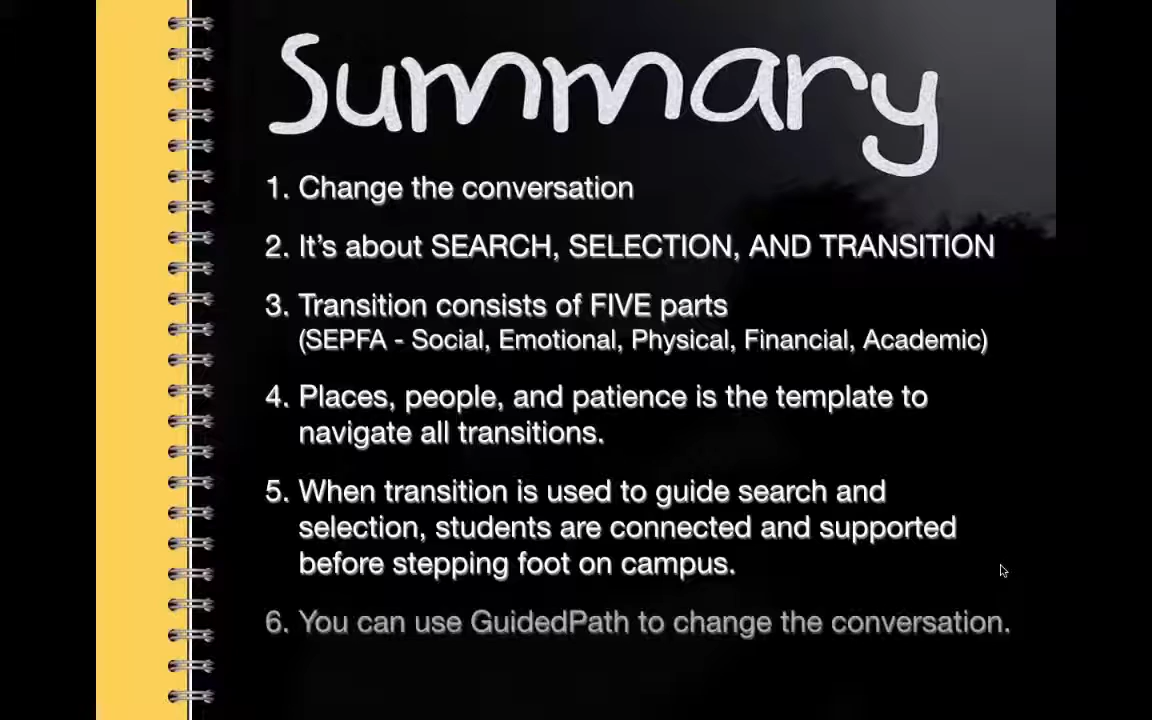 Summary
1. Change the conversation
2. It’s about SEARCH, SELECTION, AND TRANSITION
3. Transition consists of FIVE parts
(SEPFA - Social, Emotional, Physical, Financial, Academic)
4. Places, people, and patience is the template to
navigate all transitions.
5. When transition is used to guide search and
selection, students are connected and supported
before stepping foot on campus.
6. You can use GuidedPath to change the conversation.